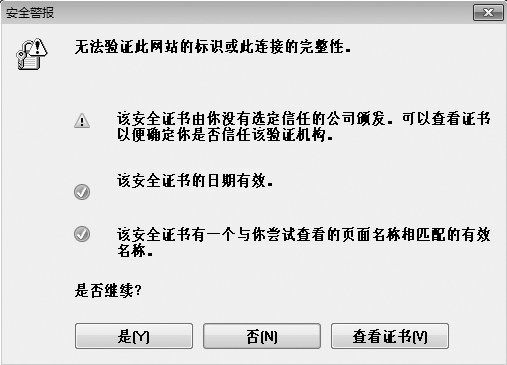 安全警报
无法验证此网站的标识或此连接的完整性。
该安全证书由你没有选定信任的公司颁发。可以查看证书
以便确定你是否信任该验证机构。
该安全证书的日期有效。
该安全证书有一个与你尝试查看的页面名称相匹配的有效
名称。
是否继续?
是(Y) 否(N) 查看证书(V)